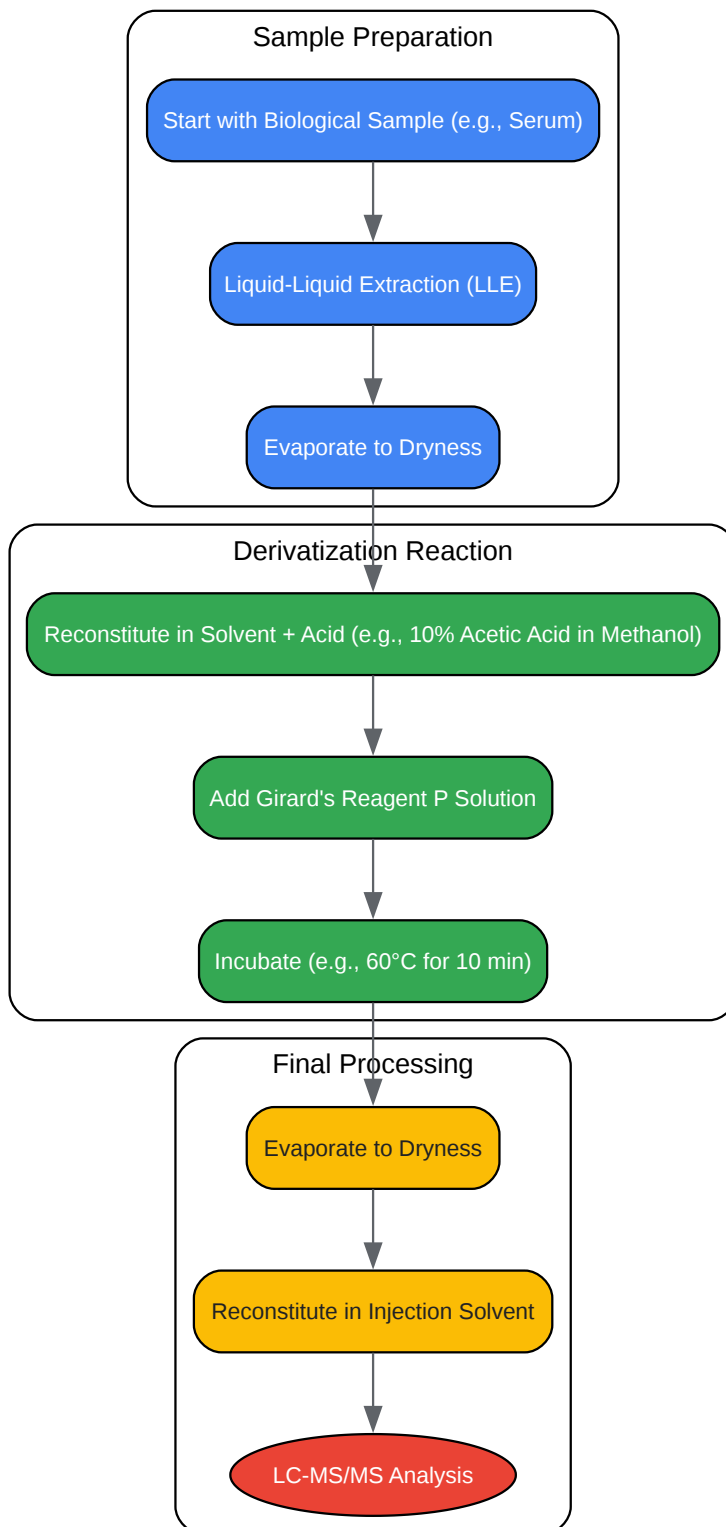 Sample Preparation
Start with Biological Sample (e.g., Serum)
Liquid-Liquid Extraction (LLE)
Evaporate to Dryness
Derivatization Reaction
Reconstitute in Solvent + Acid (e.g., 10% Acetic Acid in Methanol)
Add Girard's Reagent P Solution
Incubate (e.g., 60°C for 10 min)
Final Processing
Evaporate to Dryness
Reconstitute in Injection Solvent
LC-MS/MS Analysis